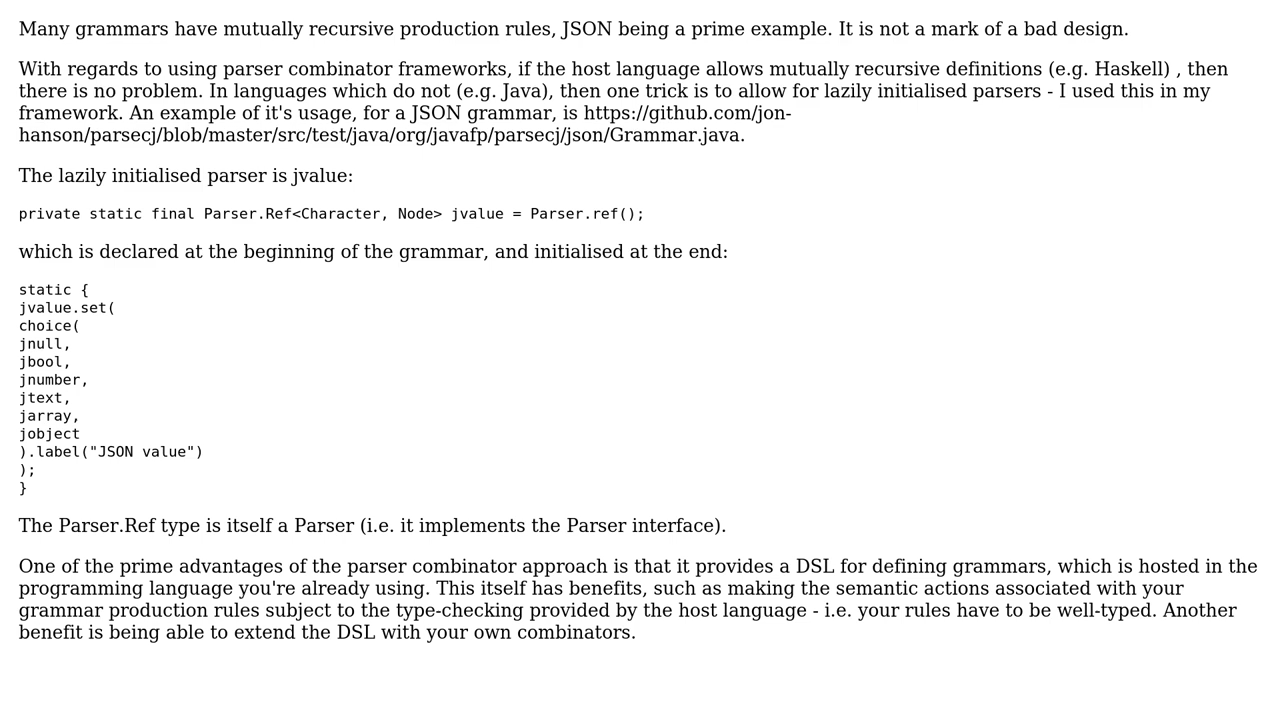 Many grammars have mutually recursive production rules, JSON being a prime example. It is not a mark of a bad design.
With regards to using parser combinator frameworks, if the host language allows mutually recursive definitions (e.g. Haskell) , then
there is no problem. In languages which do not (e.g. Java), then one trick is to allow for lazily initialised parsers - I used this in my
framework. An example of it's usage, for a JSON grammar, is https://github.com/jon-
hanson/parsecj/blob/master/src/test/java/org/javafp/parsecj/json/Grammar.java.
The lazily initialised parser is jvalue:
private static final Parser.Ref<Character, Node> jvalue = Parser.ref();
which is declared at the beginning of the grammar, and initialised at the end:
static {
jvalue.set(
choice(
jnull,
jbool,
jnumber,
jtext,
jarray,
jobject
).label("JSON value")
);
}
The Parser.Ref type is itself a Parser (i.e. it implements the Parser interface).
One of the prime advantages of the parser combinator approach is that it provides a DSL for defining grammars, which is hosted in the
programming language you're already using. This itself has benefits, such as making the semantic actions associated with your
grammar production rules subject to the type-checking provided by the host language - i.e. your rules have to be well-typed. Another
benefit is being able to extend the DSL with your own combinators.